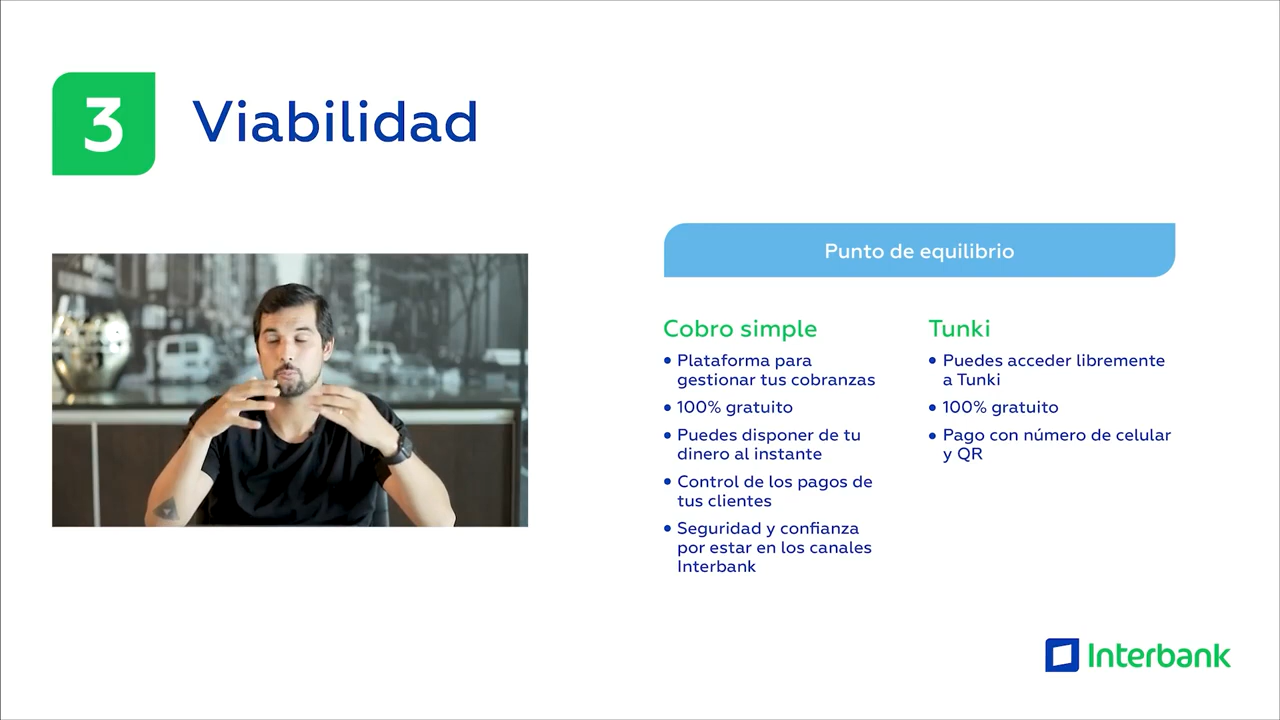 3
Viabilidad
Punto de equilibrio
Cobro simple
• Plataforma para
gestionar tus cobranzas
• 100% gratuito
• Puedes disponer de tu
dinero al instante
• Control de los pagos de
tus clientes
• Seguridad y confianza
por estar en los canales
Interbank
Tunki
• Puedes acceder libremente
a Tunki
• 100% gratuito
• Pago con número de celular
y QR
Interbank